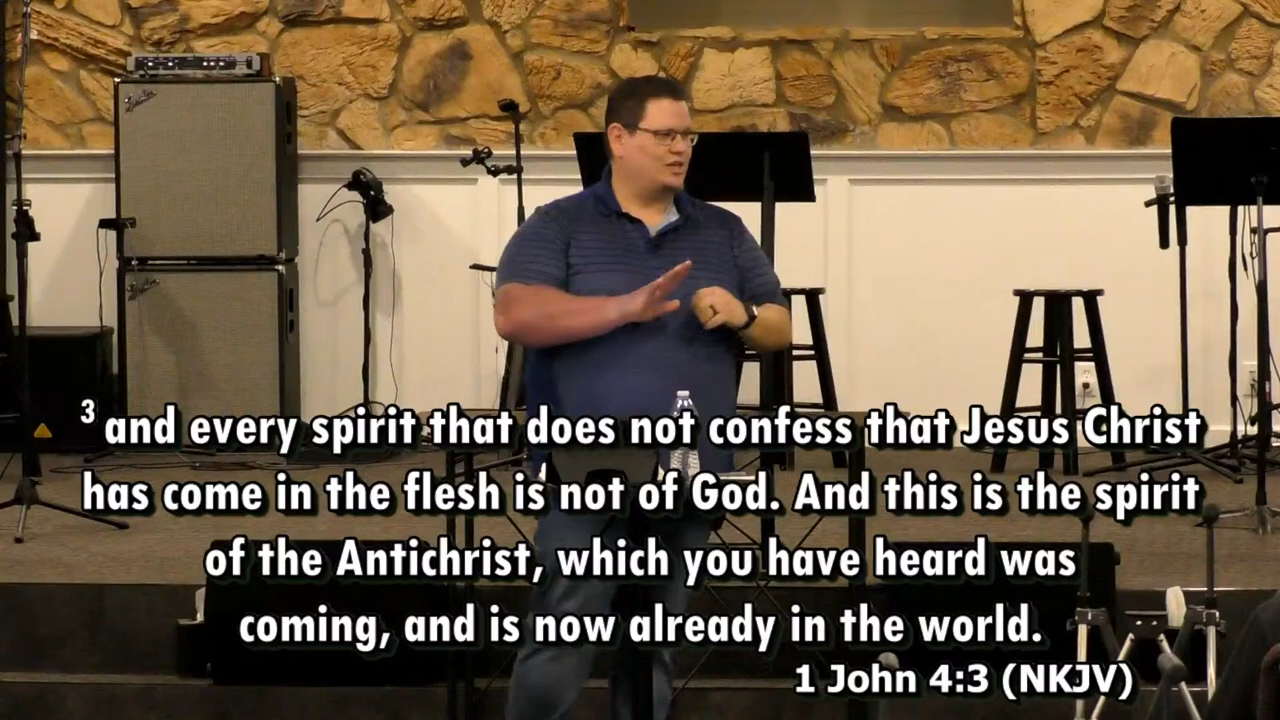 Fender
Fender
3 and every spirit that does not confess that Jesus Christ
has come in the flesh is not of God. And this is the spirit
of the Antichrist, which you have heard was
coming, and is now already in the world.
1 John 4:3 (NKJV)